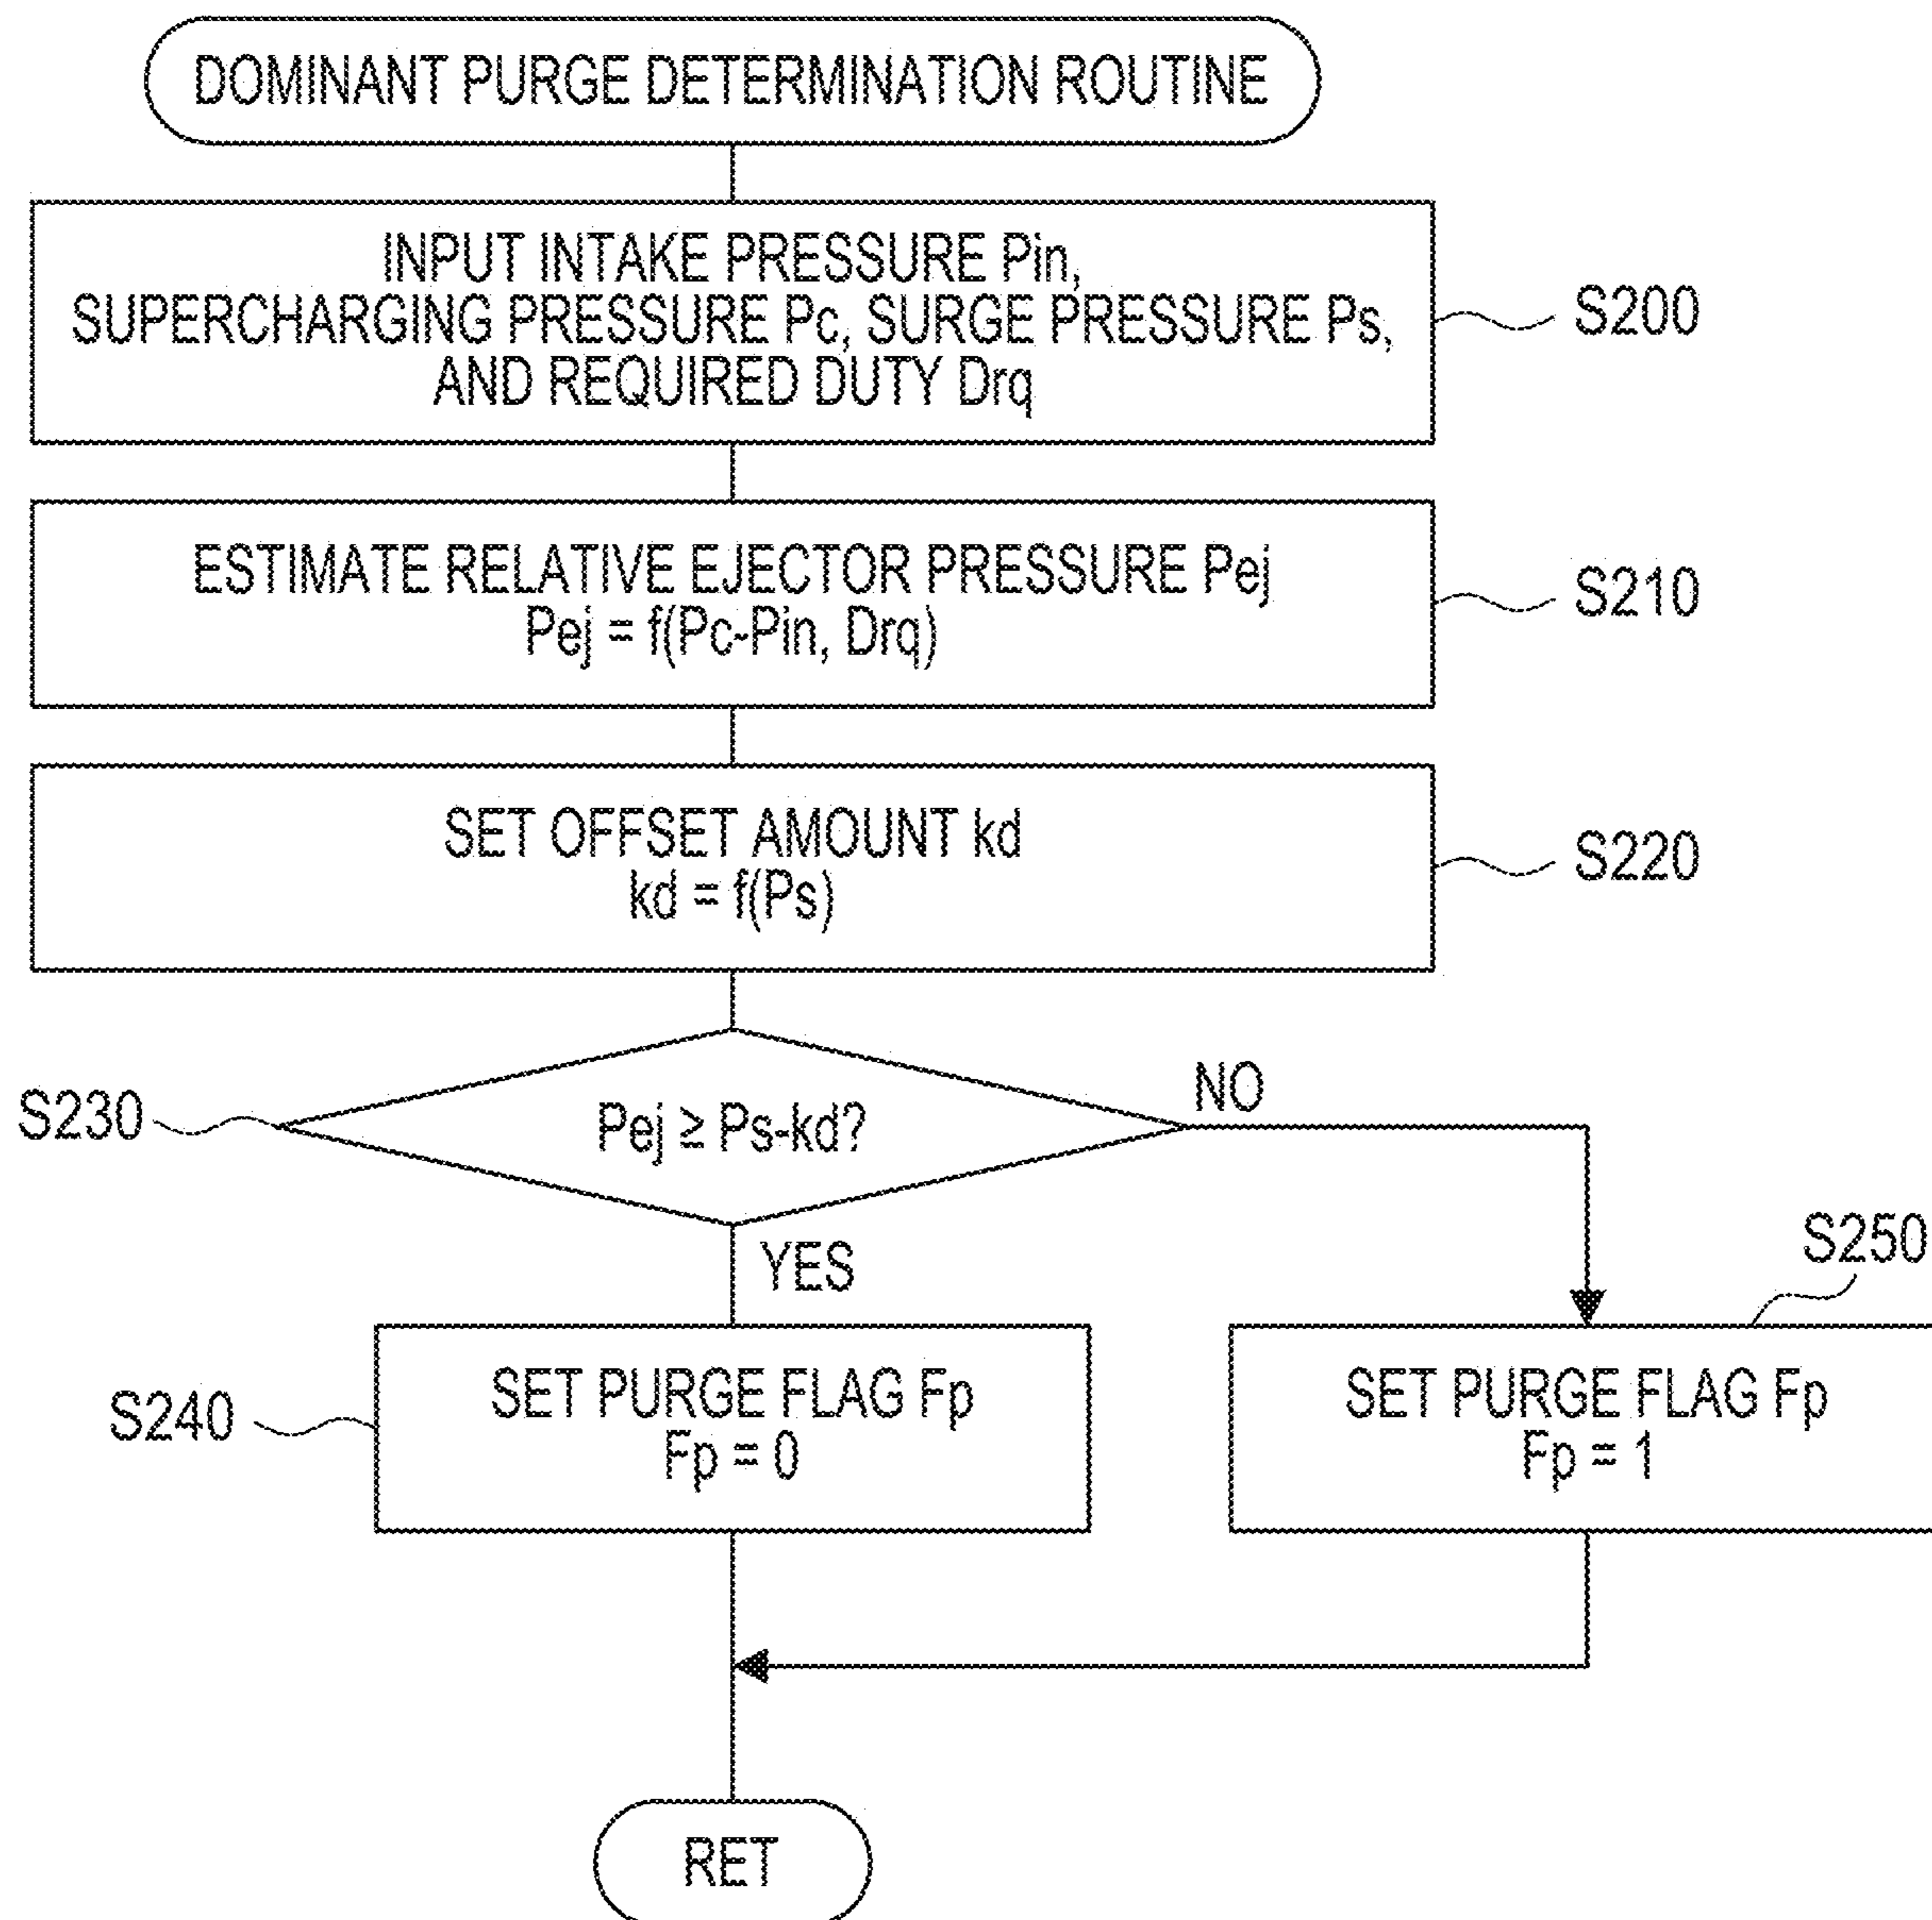 DOMINANT PURGE DETERMINATION ROUTINE
INPUT INTAKE PRESSURE Pin,
SUPERCHARGING PRESSURE Pc, SURGE PRESSURE Ps,
AND REQUIRED DUTY Drq
S200
ESTIMATE RELATIVE EJECTOR PRESSURE Pej
Pej = f(Pc-Pin, Drq)
S210
SET OFFSET AMOUNT kd
kd = f(Ps)
S220
S230
Pej ≥ Ps-kd?
NO
YES
S250
S240
SET PURGE FLAG Fp
Fp = 0
SET PURGE FLAG Fp
Fp = 1
RET